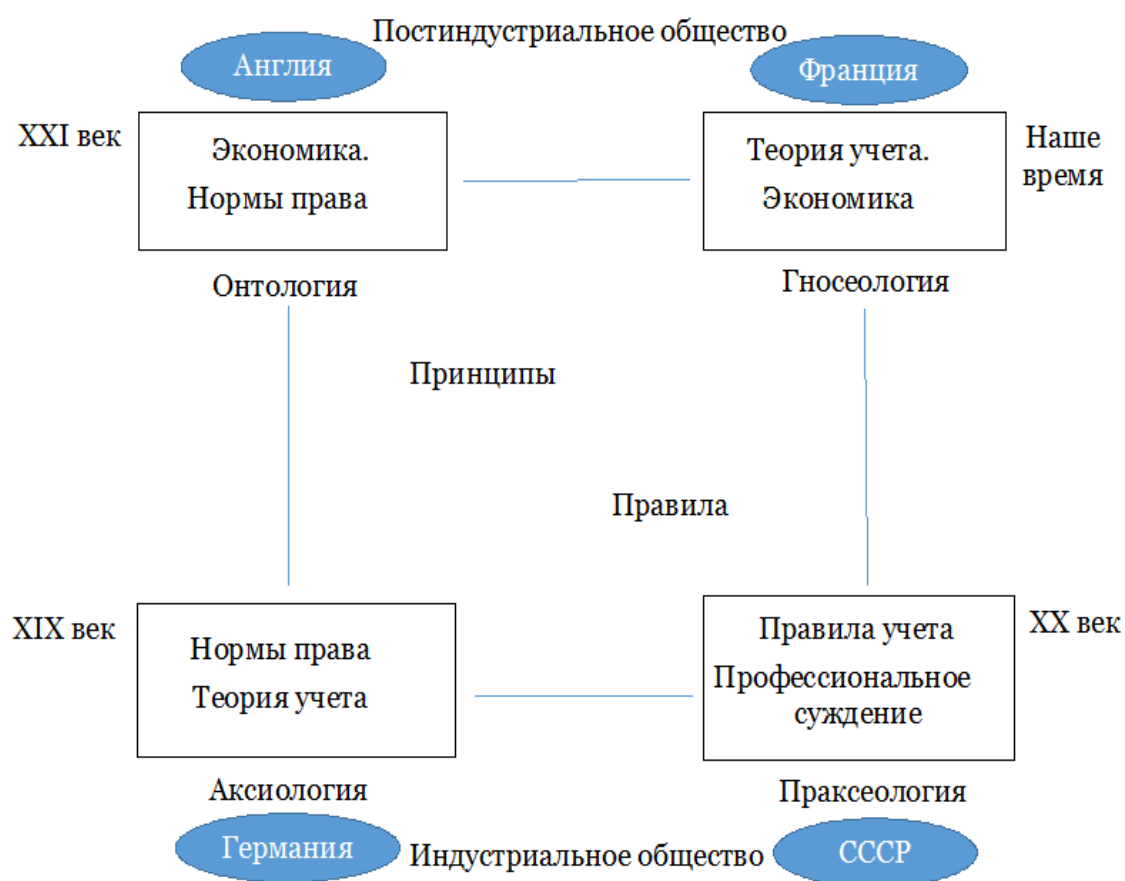 Постиндустриальное общество
Англия
Франция
XXI век
Экономика.
Нормы права
Теория учета.
Экономика
Наше
время
Онтология
Гносеология
Принципы
Правила
XIX век
Нормы права
Теория учета
Правила учета
Профессиональное
суждение
XX век
Аксиология
Праксеология
Германия
Индустриальное общество
СССР